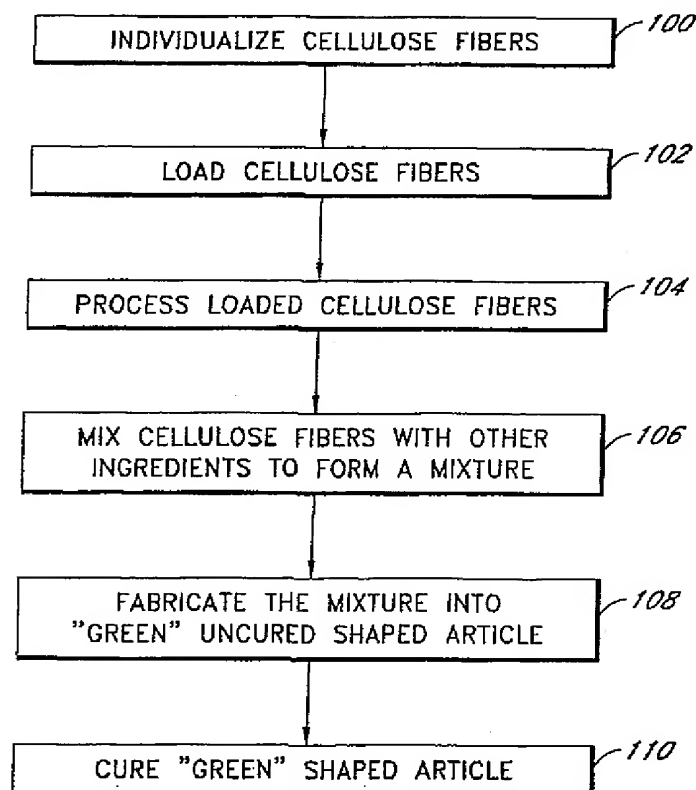 100
INDIVIDUALIZE CELLULOSE FIBERS
102
LOAD CELLULOSE FIBERS
104
PROCESS LOADED CELLULOSE FIBERS
106
MIX CELLULOSE FIBERS WITH OTHER
INGREDIENTS TO FORM A MIXTURE
108
FABRICATE THE MIXTURE INTO
"GREEN" UNCURED SHAPED ARTICLE
110
CURE "GREEN" SHAPED ARTICLE